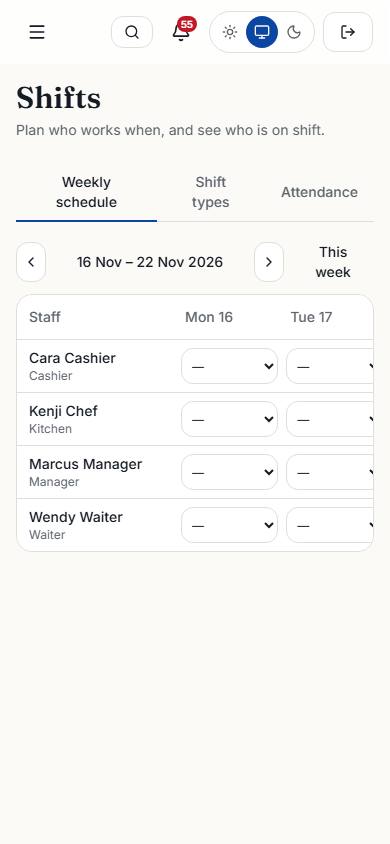 55
Shifts
Plan who works when, and see who is on shift.
Weekly
schedule
Shift
types
Attendance
16 Nov – 22 Nov 2026
This
week
Staff Mon 16 Tue 17
Cara Cashier
Cashier
— —
Kenji Chef
Kitchen
— —
Marcus Manager
Manager
— —
Wendy Waiter
Waiter
— —